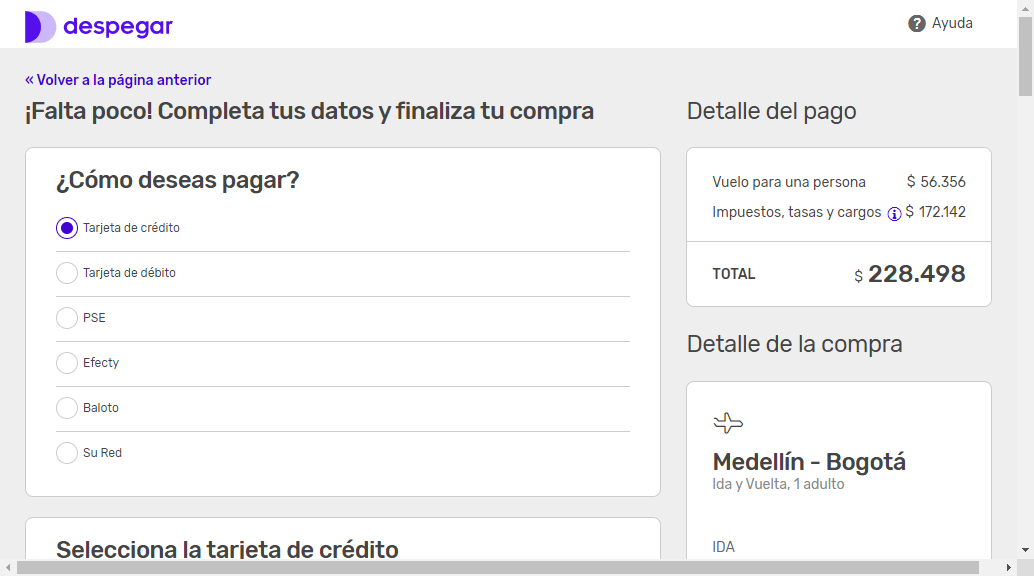 despegar
Ayuda
« Volver a la página anterior
¡Falta poco! Completa tus datos y finaliza tu compra
¿Cómo deseas pagar?
Tarjeta de crédito
Tarjeta de débito
PSE
Efecty
Baloto
Su Red
Selecciona la tarjeta de crédito
Detalle del pago
Vuelo para una persona $ 56.356
Impuestos, tasas y cargos $ 172.142
TOTAL $ 228.498
Detalle de la compra
Medellín - Bogotá
Ida y Vuelta, 1 adulto
IDA